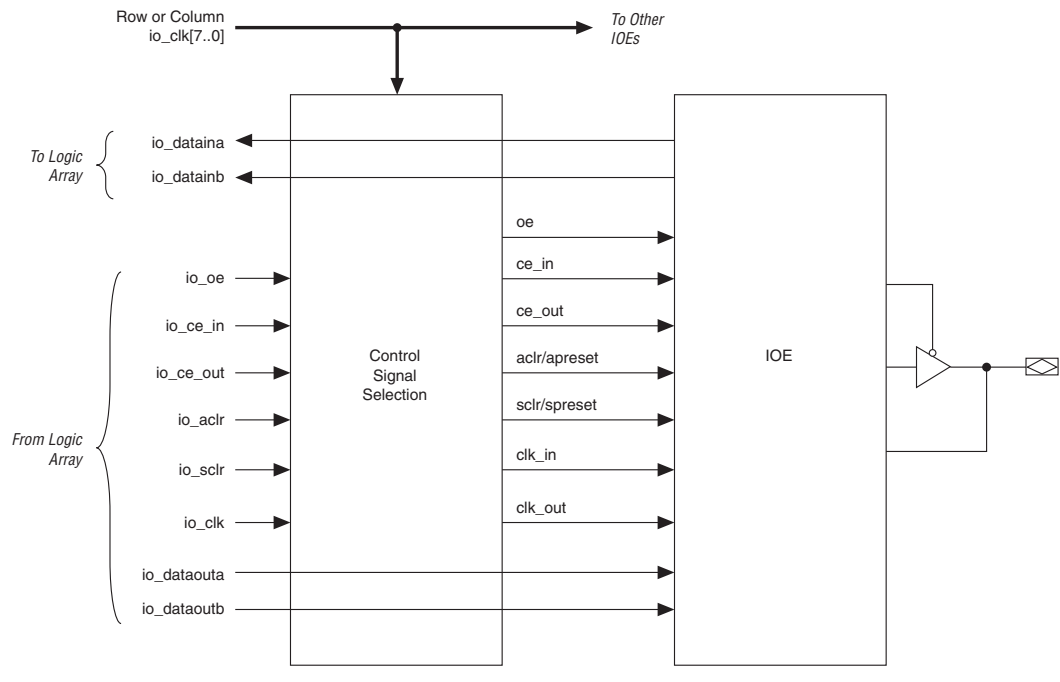 Row or Column
io_clk[7..0]
To Other
IOEs
To Logic
Array
io_dataina
io_datainb
oe
ce_in
ce_out
aclr/apreset
sclr/spreset
clk_in
clk_out
From Logic
Array
io_oe
io_ce_in
io_ce_out
io_aclr
io_sclr
io_clk
io_dataouta
io_dataoutb
Control
Signal
Selection
IOE